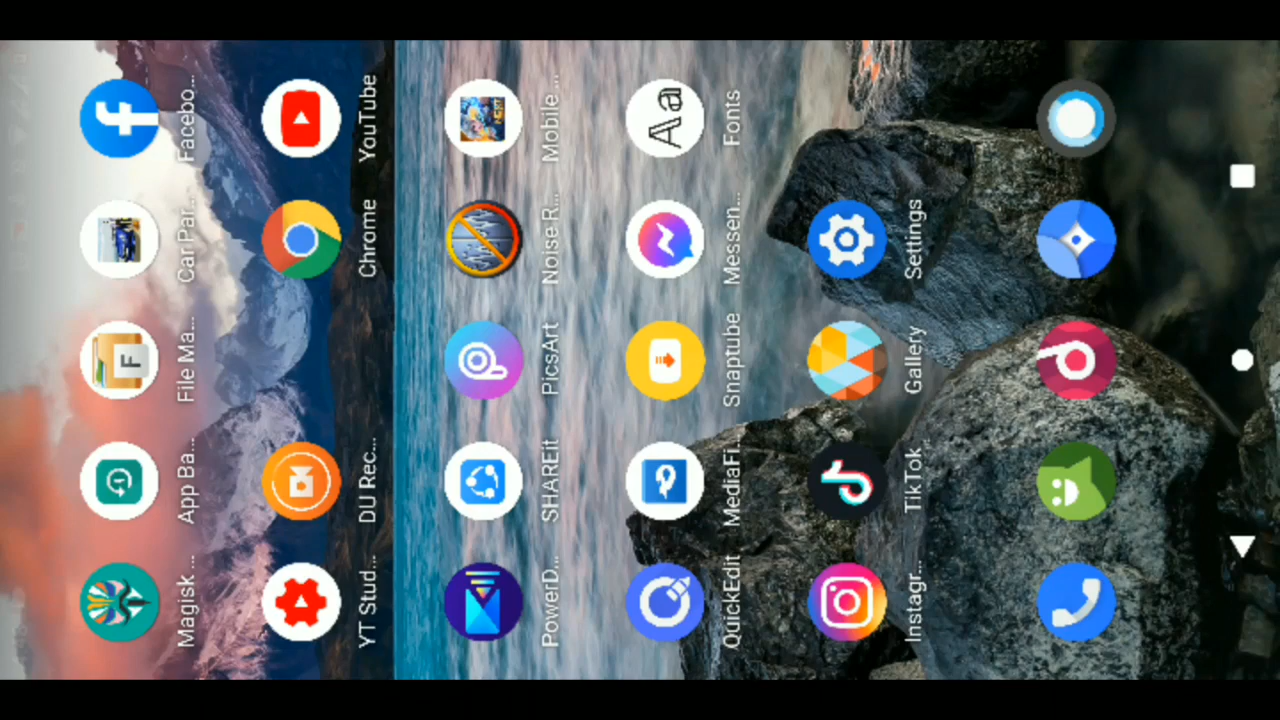 Magisk ... App Ba... File Ma... Car Par... Facebo...
YT Stud... DU Rec... Chrome YouTube
PowerD... SHAREit PicsArt Noise R... Mobile ...
Aa
QuickEdit MediaFi... Snaptube Messen... Fonts
Instagr... TikTok Gallery Settings